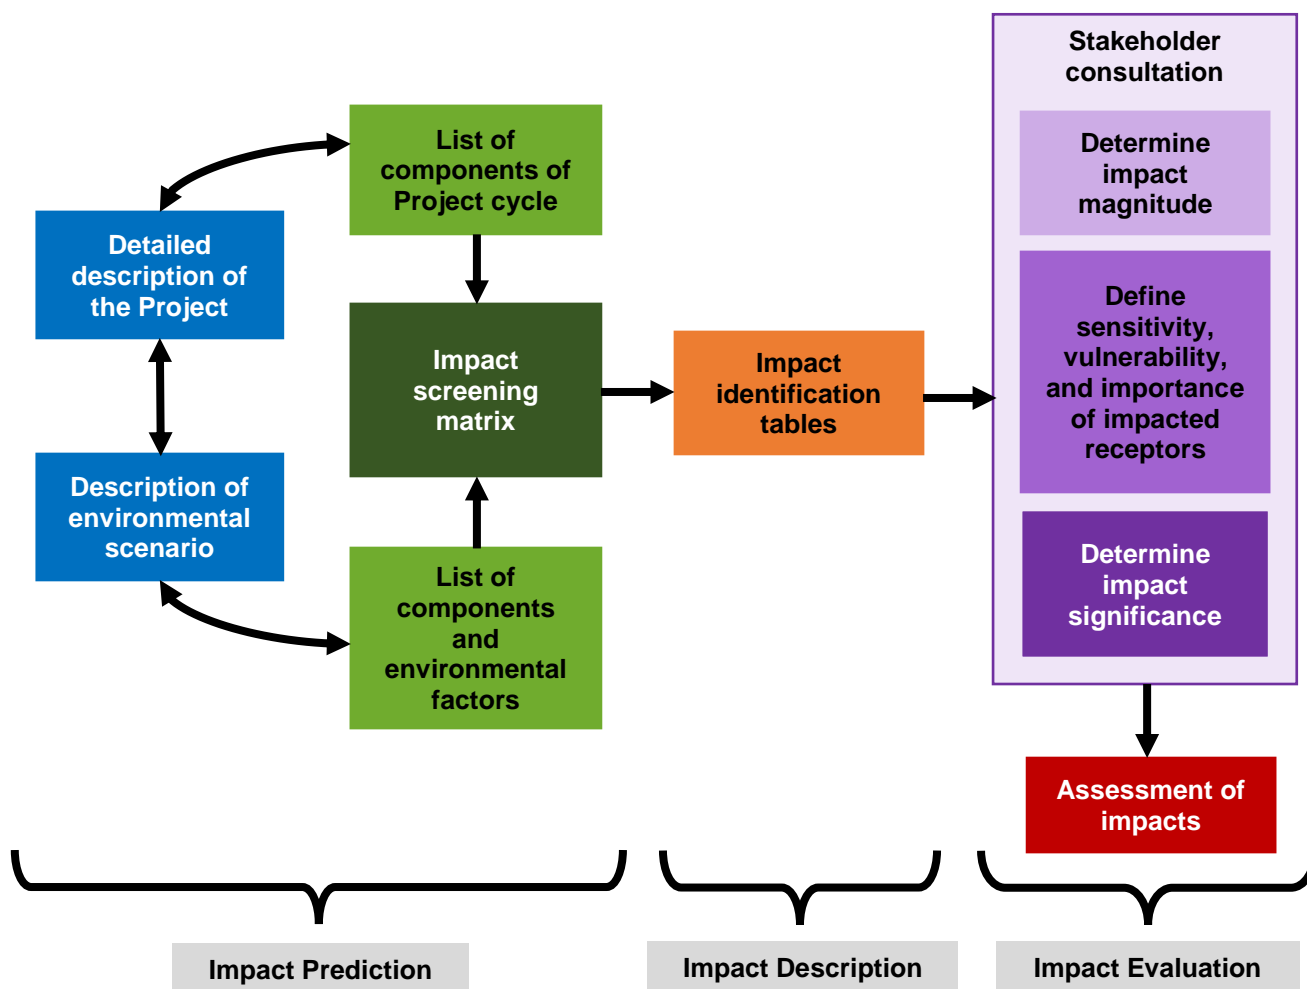 Detailed
description of
the Project
Description of
environmental
scenario
List of
components of
Project cycle
Impact
screening
matrix
List of
components
and
environmental
factors
Impact
identification
tables
Stakeholder
consultation
Determine
impact
magnitude
Define
sensitivity,
vulnerability,
and importance
of impacted
receptors
Determine
impact
significance
Assessment of
impacts
Impact Prediction
Impact Description
Impact Evaluation